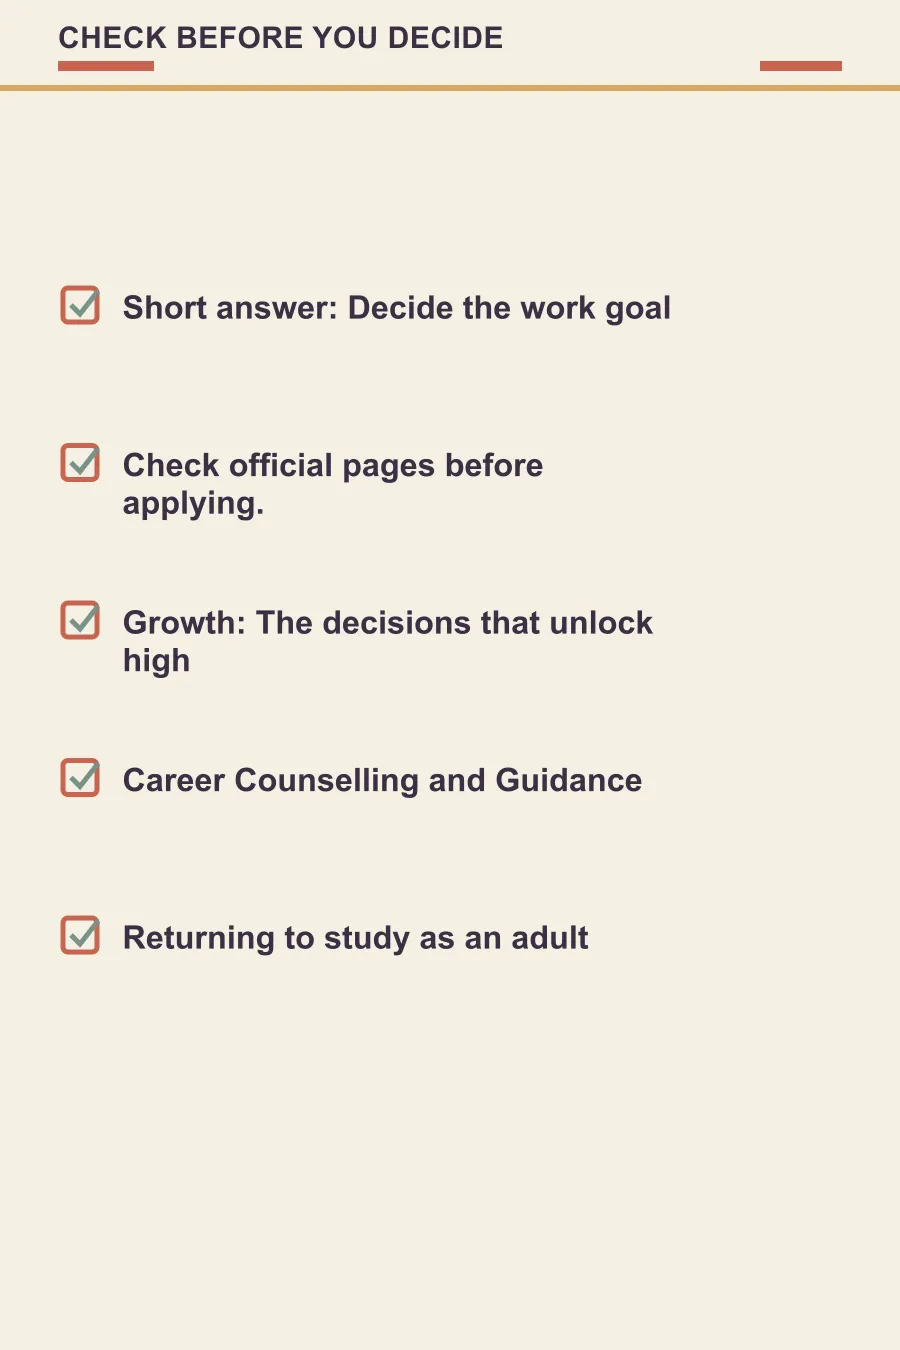 CHECK BEFORE YOU DECIDE
Short answer: Decide the work goal
Check official pages before
applying.
Growth: The decisions that unlock
high
Career Counselling and Guidance
Returning to study as an adult